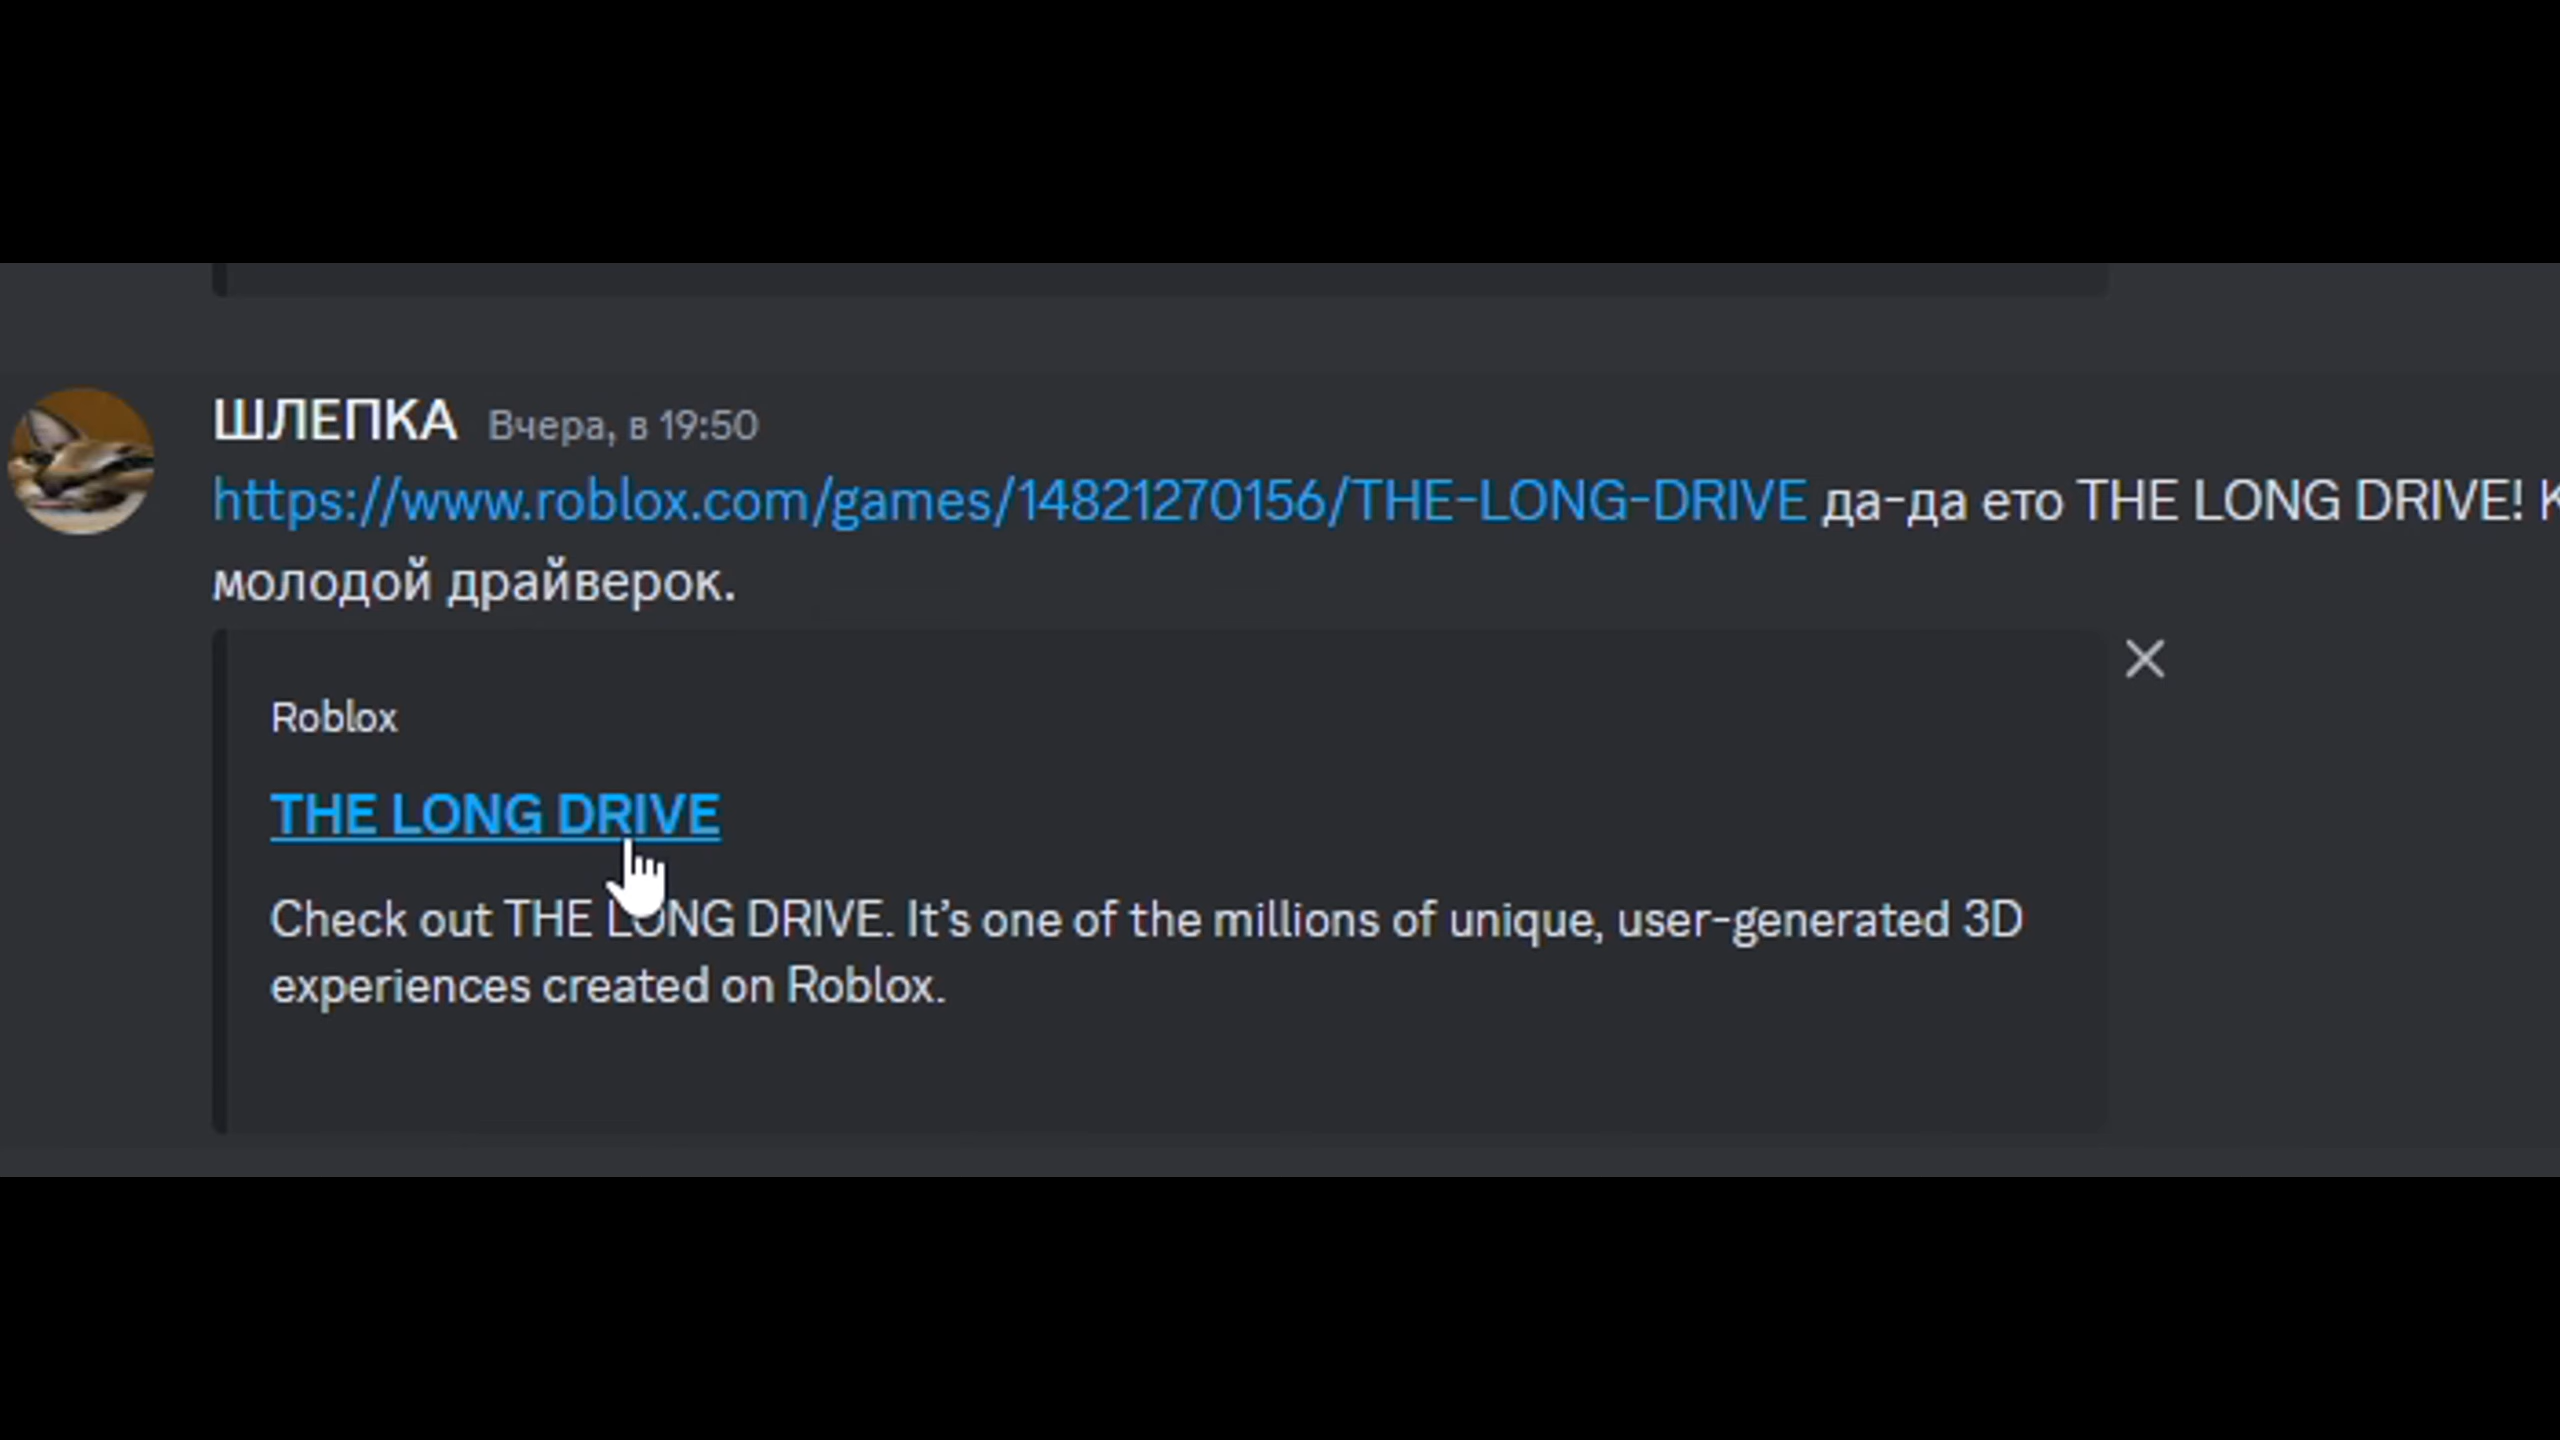 ШЛЕПКА Вчера, в 19:50
https://www.roblox.com/games/14821270156/THE-LONG-DRIVE да-да ето THE LONG DRIVE!
молодой драйверок.
Roblox
THE LONG DRIVE
Check out THE LONG DRIVE. It’s one of the millions of unique, user-generated 3D
experiences created on Roblox.